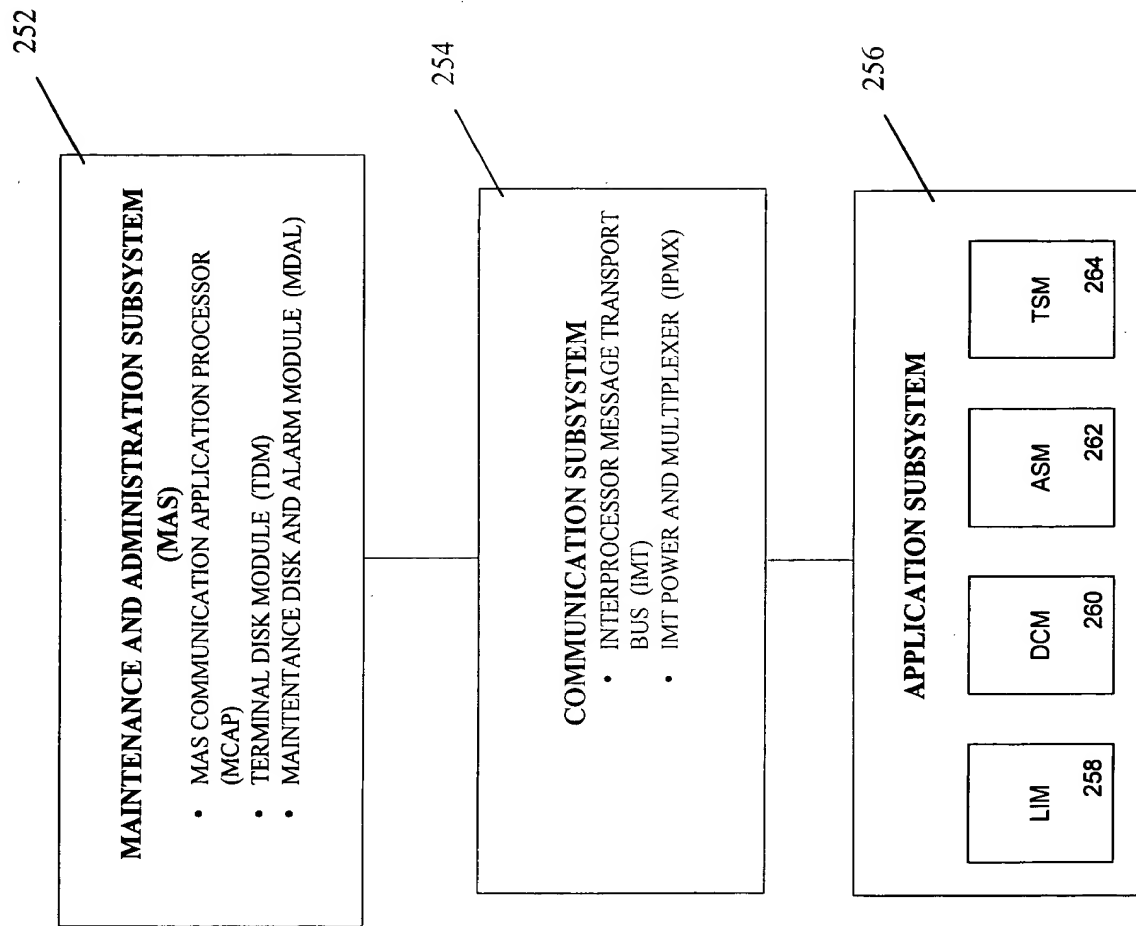 252
MAINTENANCE AND ADMINISTRATION SUBSYSTEM
(MAS)
• MAS COMMUNICATION APPLICATION PROCESSOR
(MCAP)
• TERMINAL DISK MODULE (TDM)
• MAINTENTANCE DISK AND ALARM MODULE (MDAL)
254
COMMUNICATION SUBSYSTEM
• INTERPROCESSOR MESSAGE TRANSPORT
BUS (IMT)
• IMT POWER AND MULTIPLEXER (IPMX)
256
APPLICATION SUBSYSTEM
LIM
258
DCM
260
ASM
262
TSM
264